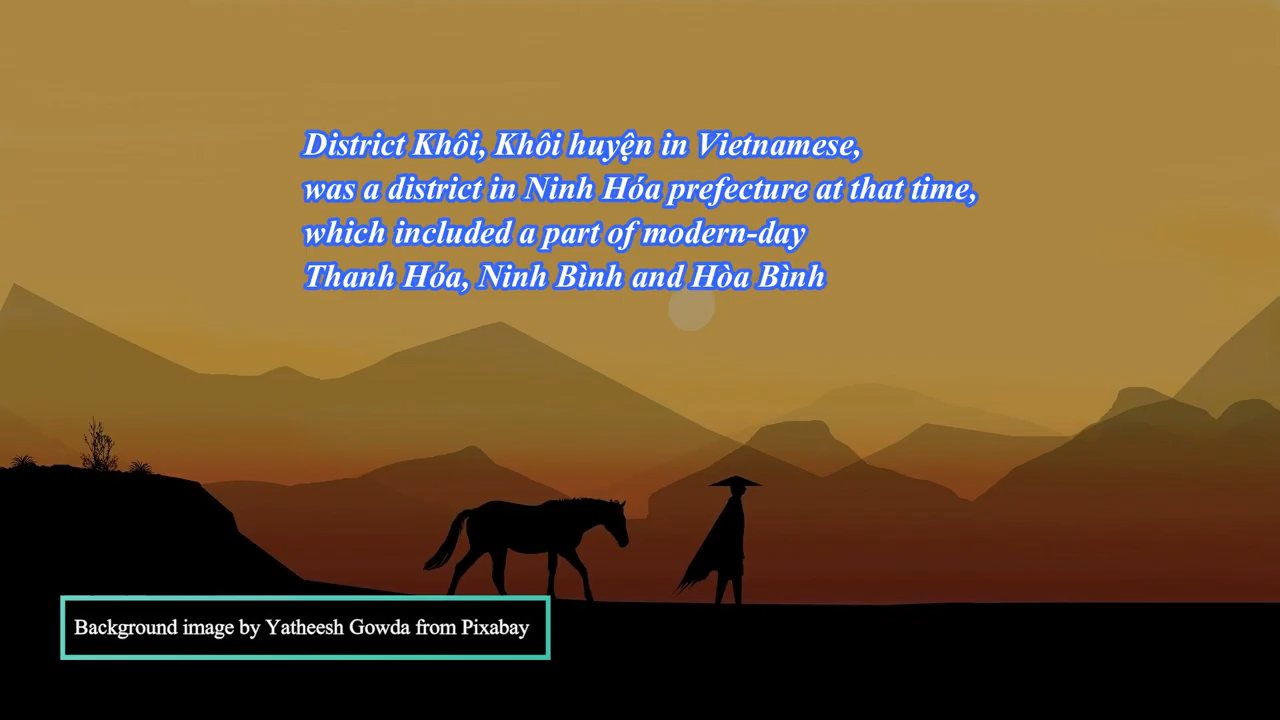 District Khôi, Khôi huyện in Vietnamese,
was a district in Ninh Hóa prefecture at that time,
which included a part of modern-day
Thanh Hóa, Ninh Bình and Hòa Bình
Background image by Yatheesh Gowda from Pixabay